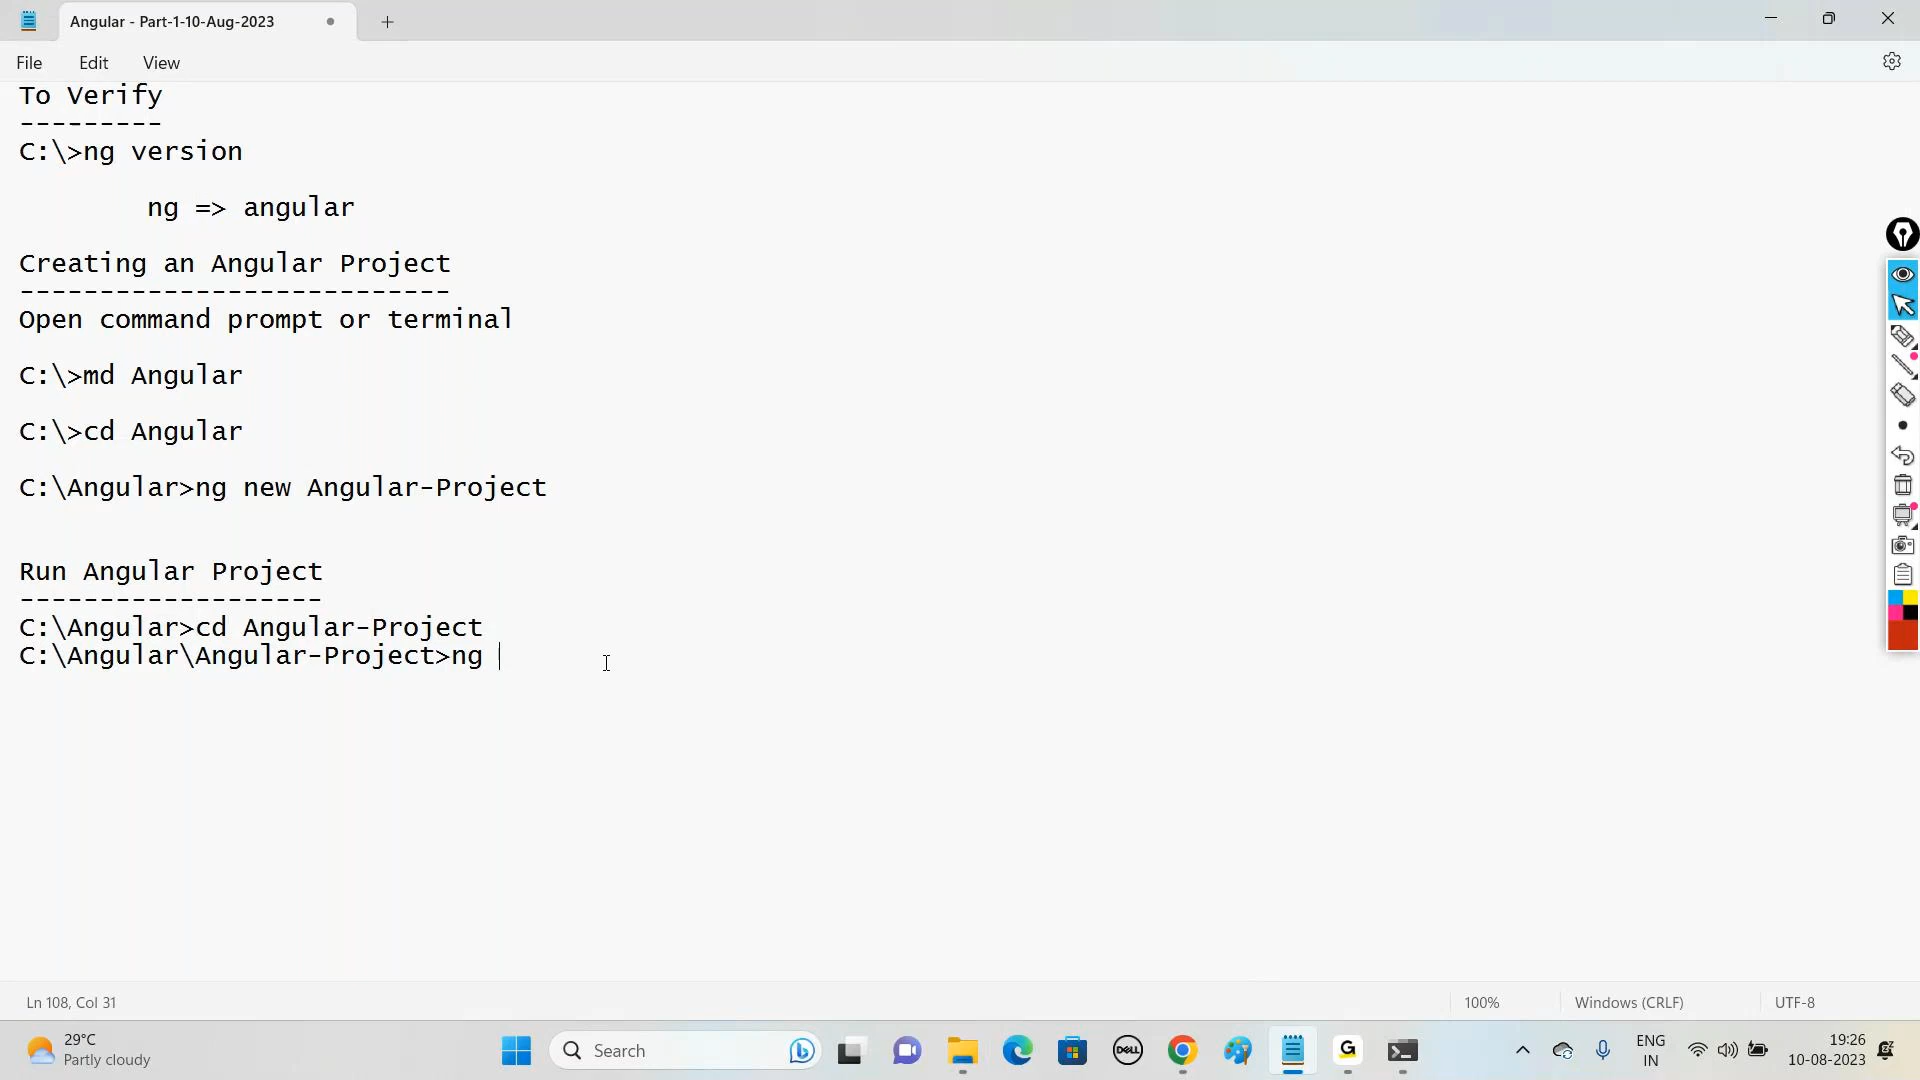 Angular - Part-1-10-Aug-2023
File Edit View
To Verify
---------
C:\>ng version
ng => angular
Creating an Angular Project
---------------------------
Open command prompt or terminal
C:\>md Angular
C:\>cd Angular
C:\Angular>ng new Angular-Project
Run Angular Project
-------------------
C:\Angular>cd Angular-Project
C:\Angular\Angular-Project>ng
Ln 108, Col 31
100%
Windows (CRLF)
UTF-8
29°C
Partly cloudy
Search
DELL
G
ENG
IN
19:26
10-08-2023